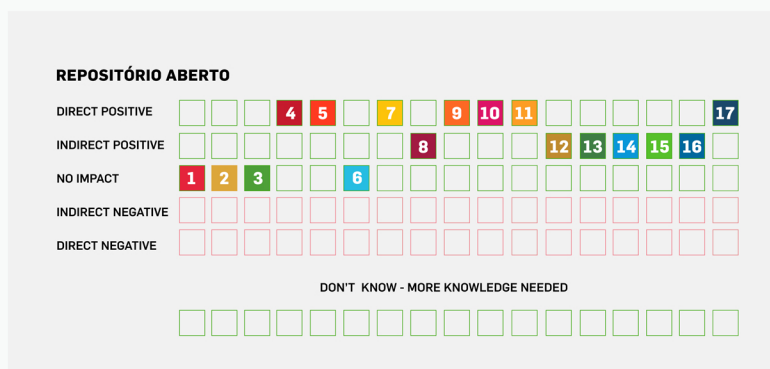 REPOSITÓRIO ABERTO
DIRECT POSITIVE 4 5 7 9 10 11 17
INDIRECT POSITIVE 8 12 13 14 15 16
NO IMPACT 1 2 3 6
INDIRECT NEGATIVE
DIRECT NEGATIVE
DON'T KNOW - MORE KNOWLEDGE NEEDED